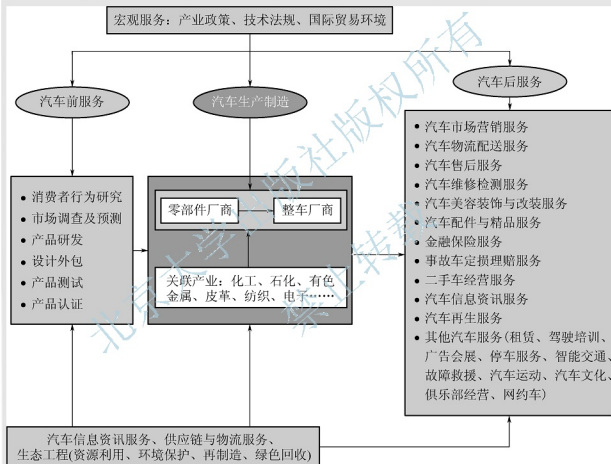 宏观服务：产业政策、技术法规、国际贸易环境
汽车前服务
汽车生产制造
汽车后服务
• 消费者行为研究
• 市场调查及预测
• 产品研发
• 设计外包
• 产品测试
• 产品认证
零部件厂商
整车厂商
关联产业：化工、石化、有色
金属、皮革、纺织、电子……
• 汽车市场营销服务
• 汽车物流配送服务
• 汽车售后服务
• 汽车维修检测服务
• 汽车美容装饰与改装服务
• 汽车配件与精品服务
• 金融保险服务
• 事故车定损理赔服务
• 二手车经营服务
• 汽车信息资讯服务
• 汽车再生服务
• 其他汽车服务(租赁、驾驶培训、
广告会展、停车服务、智能交通、
故障救援、汽车运动、汽车文化、
俱乐部经营、网约车)
汽车信息资讯服务、供应链与物流服务、
生态工程(资源利用、环境保护、再制造、绿色回收)
北京大学出版社版权所有
禁止转载